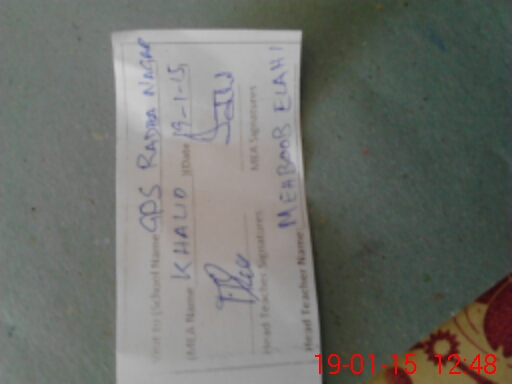 Visit to (School Name) GPS RADHA NAGAR
(MEA Name KHALID )(Date 19-1-15)
Head Teacher Signatures MEA Signatures
Head Teacher Name: MEHBOOB ELAHI
19-01-15 12:48